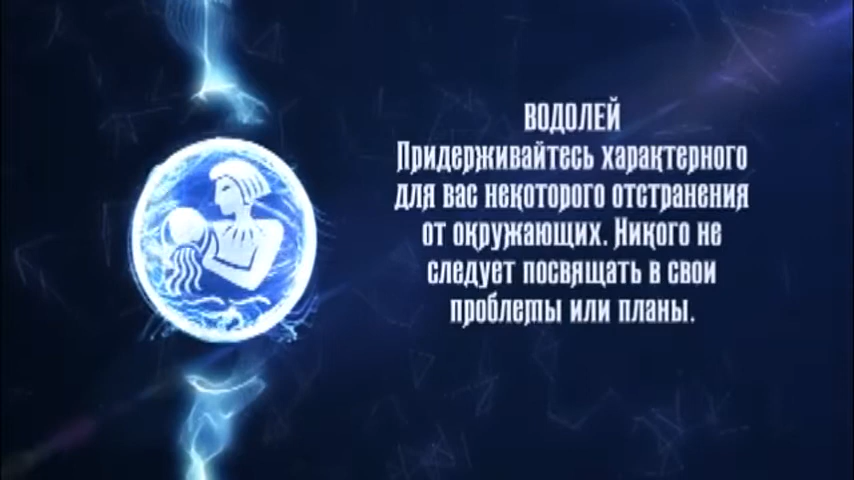 ВОДОЛЕЙ
Придерживайтесь характерного
для вас некоторого отстранения
от окружающих. Никого не
следует посвящать в свои
проблемы или планы.